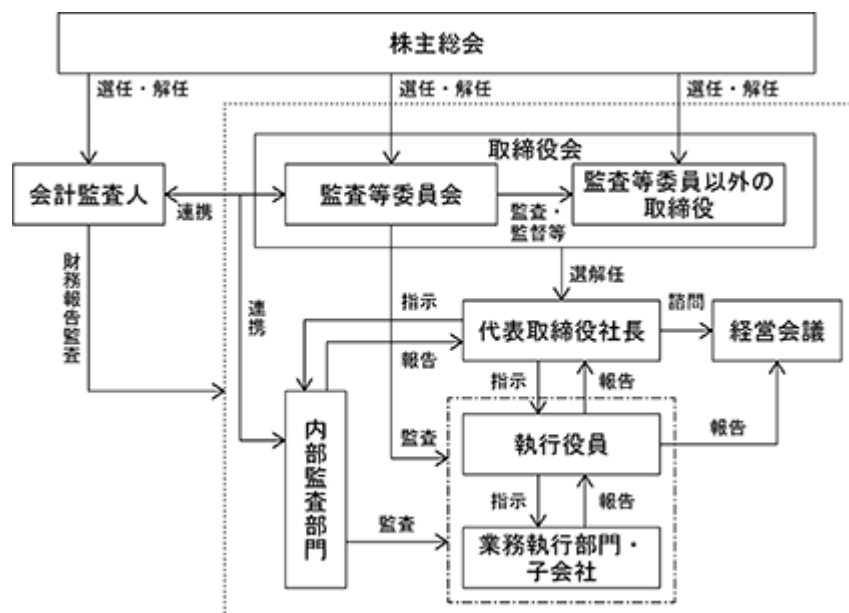 株主総会
選任・解任
選任・解任
選任・解任
取締役会
会計監査人
連携
監査等委員会
監査・
監督等
監査等委員以外の
取締役
財務報告監査
連携
選解任
指示
報告
代表取締役社長
諮問
経営会議
指示
報告
内部監査部門
監査
執行役員
報告
指示
報告
監査
業務執行部門・
子会社